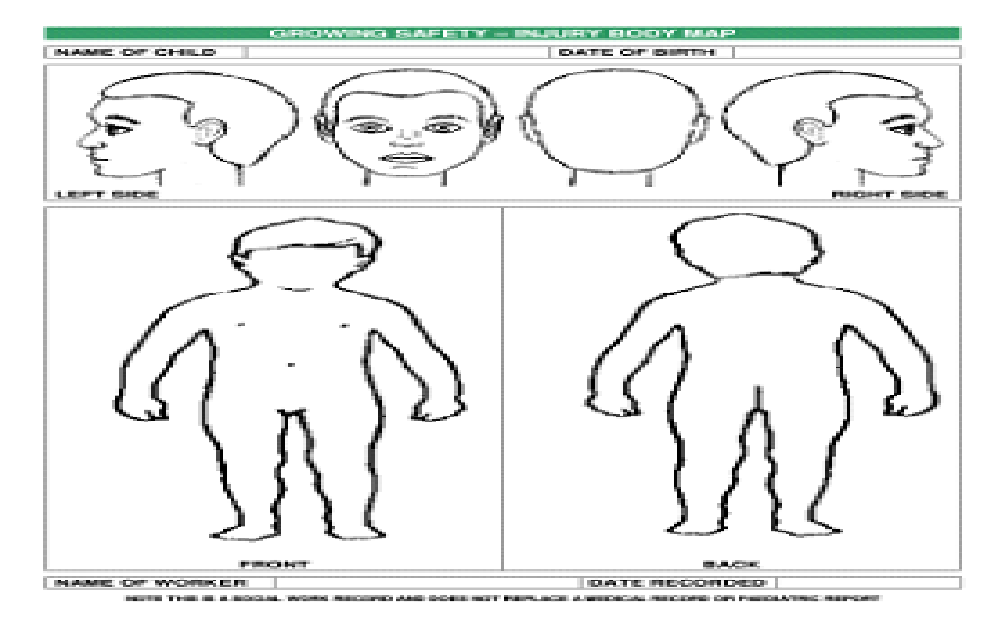 GROWING SAFETY – INJURY BODY MAP
NAME OF CHILD DATE OF BIRTH
LEFT SIDE RIGHT SIDE
FRONT BACK
NAME OF WORKER DATE RECORDED
NOTE THIS IS A SOCIAL WORK RECORD AND DOES NOT REPLACE A MEDICAL RECORD OR PAEDIATRIC REPORT